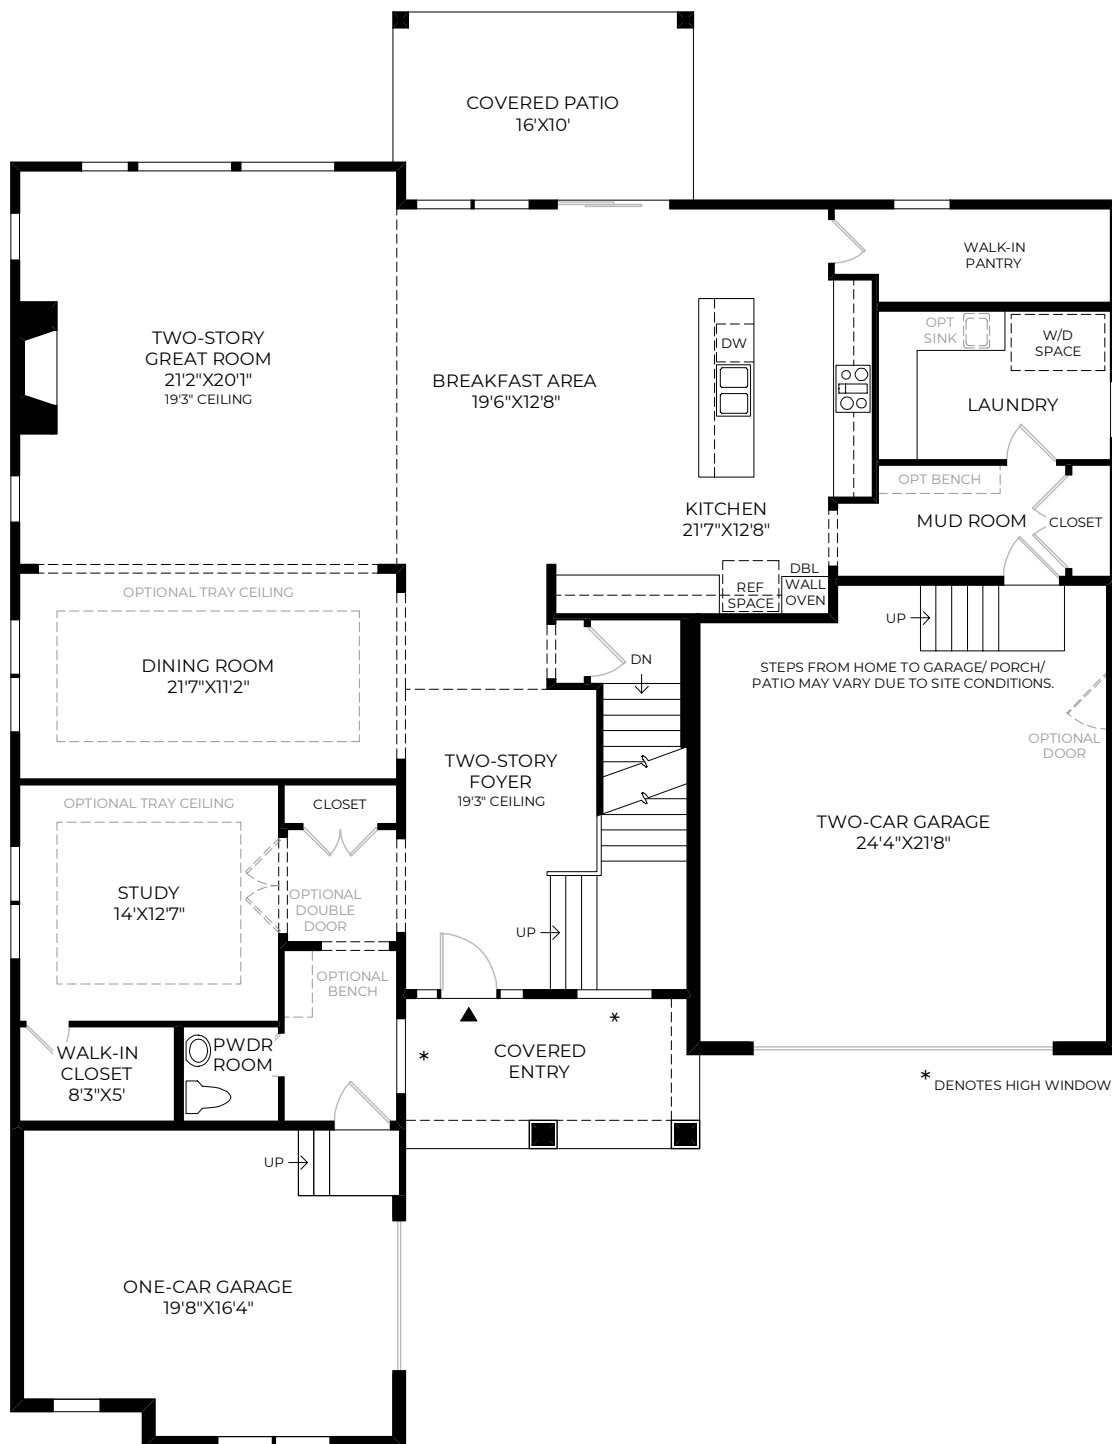 COVERED PATIO
16'X10'
WALK-IN
PANTRY
TWO-STORY
GREAT ROOM
21'2"X20'1"
19'3" CEILING
BREAKFAST AREA
19'6"X12'8"
DW
OPT
SINK
W/D
SPACE
LAUNDRY
OPT BENCH
MUD ROOM
CLOSET
KITCHEN
21'7"X12'8"
REF
SPACE
DBL
WALL
OVEN
OPTIONAL TRAY CEILING
DINING ROOM
21'7"X11'2"
DN
UP
STEPS FROM HOME TO GARAGE/ PORCH/
PATIO MAY VARY DUE TO SITE CONDITIONS.
OPTIONAL
DOOR
TWO-STORY
FOYER
19'3" CEILING
TWO-CAR GARAGE
24'4"X21'8"
OPTIONAL TRAY CEILING
CLOSET
STUDY
14'X12'7"
OPTIONAL
DOUBLE
DOOR
UP
OPTIONAL
BENCH
WALK-IN
CLOSET
8'3"X5'
PWDR
ROOM
*
*
COVERED
ENTRY
* DENOTES HIGH WINDOW
UP
ONE-CAR GARAGE
19'8"X16'4"